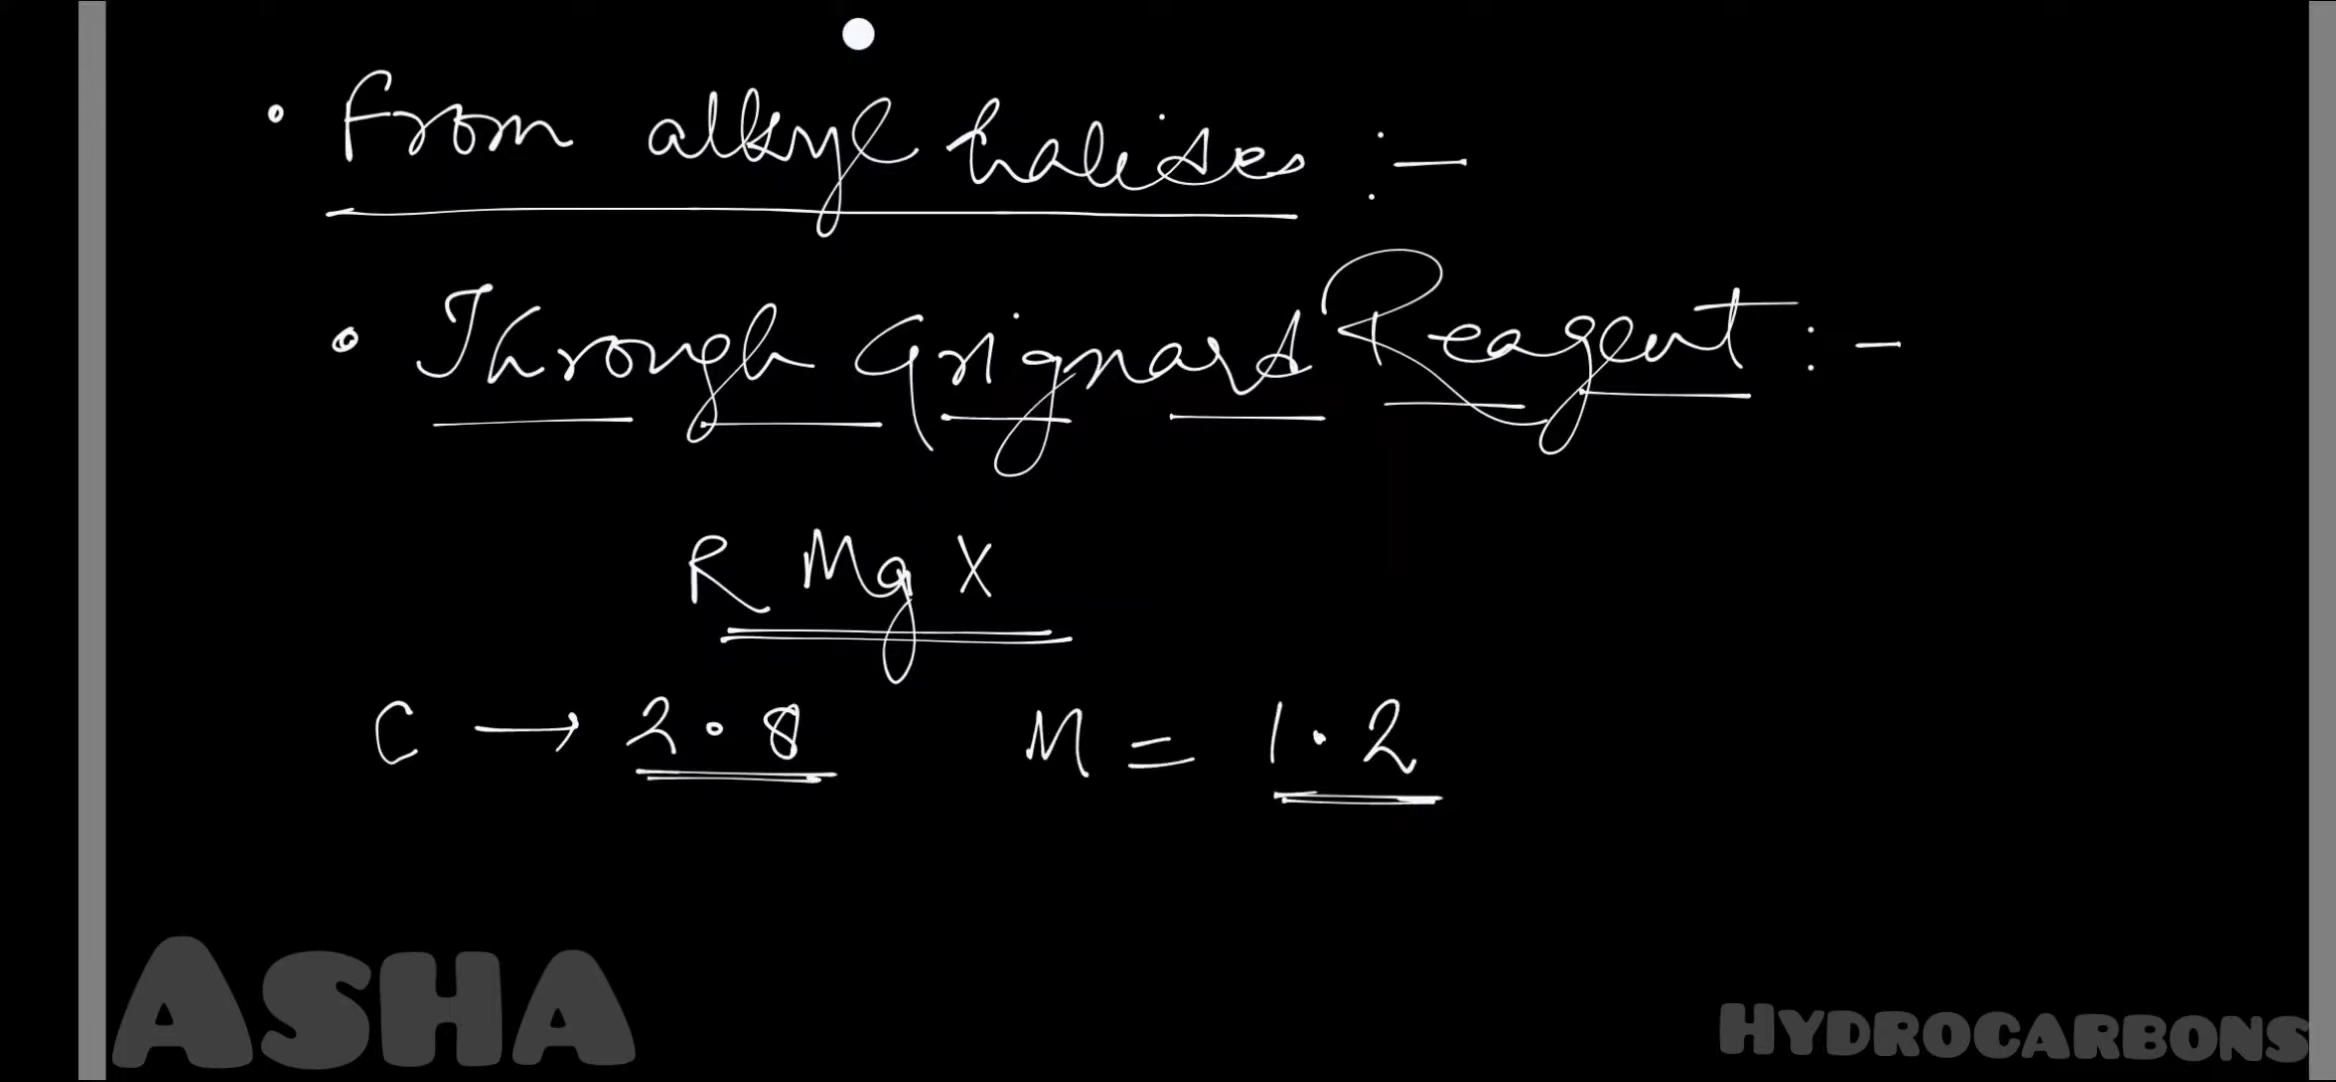 • From alkyl halides :-
• Through Grignard Reagent :-
R Mg X
C → 2.8 M = 1.2
ASHA
HYDROCARBONS